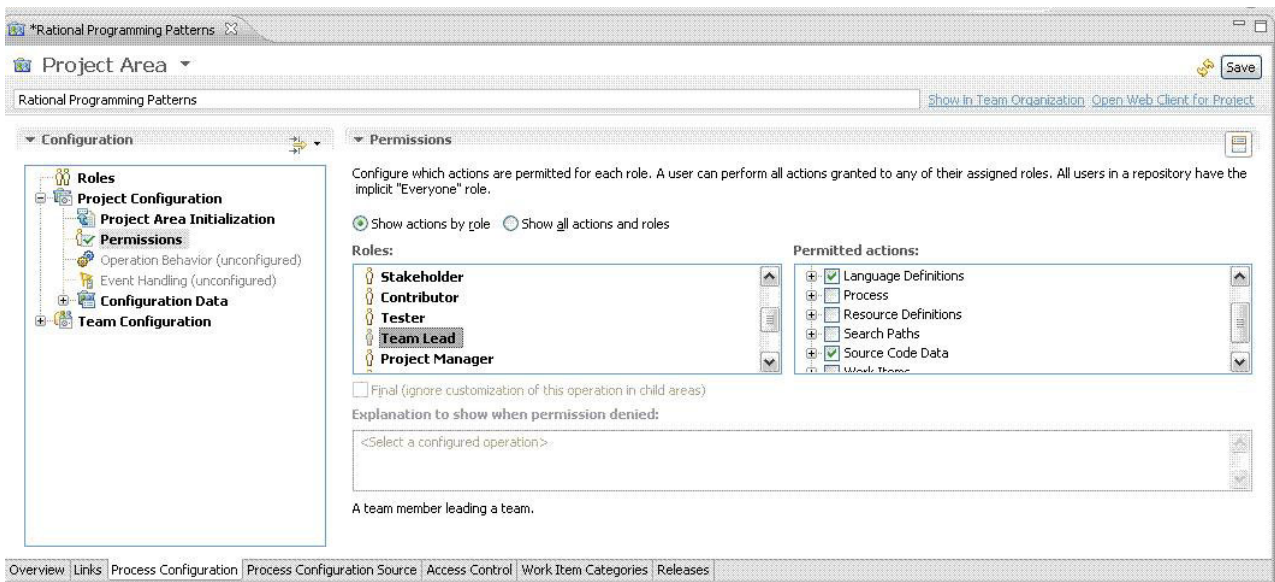 *Rational Programming Patterns
Project Area
Save
Rational Programming Patterns
Show in Team Organization Open Web Client for Project
Configuration
Roles
Project Configuration
Project Area Initialization
Permissions
Operation Behavior (unconfigured)
Event Handling (unconfigured)
Configuration Data
Team Configuration
Permissions
Configure which actions are permitted for each role. A user can perform all actions granted to any of their assigned roles. All users in a repository have the
implicit "Everyone" role.
Show actions by role Show all actions and roles
Roles:
Stakeholder
Contributor
Tester
Team Lead
Project Manager
Permitted actions:
Language Definitions
Process
Resource Definitions
Search Paths
Source Code Data
Work Items
Final (ignore customization of this operation in child areas)
Explanation to show when permission denied:
<Select a configured operation>
A team member leading a team.
Overview Links Process Configuration Process Configuration Source Access Control Work Item Categories Releases